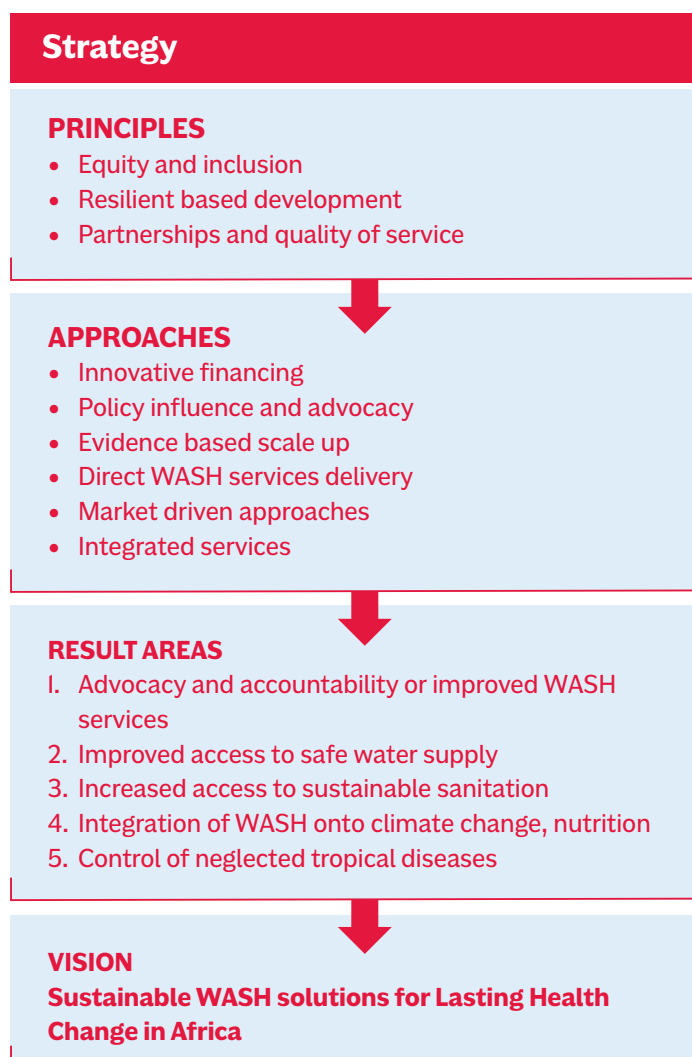 Strategy
PRINCIPLES
• Equity and inclusion
• Resilient based development
• Partnerships and quality of service
APPROACHES
• Innovative financing
• Policy influence and advocacy
• Evidence based scale up
• Direct WASH services delivery
• Market driven approaches
• Integrated services
RESULT AREAS
1. Advocacy and accountability or improved WASH
services
2. Improved access to safe water supply
3. Increased access to sustainable sanitation
4. Integration of WASH onto climate change, nutrition
5. Control of neglected tropical diseases
VISION
Sustainable WASH solutions for Lasting Health
Change in Africa